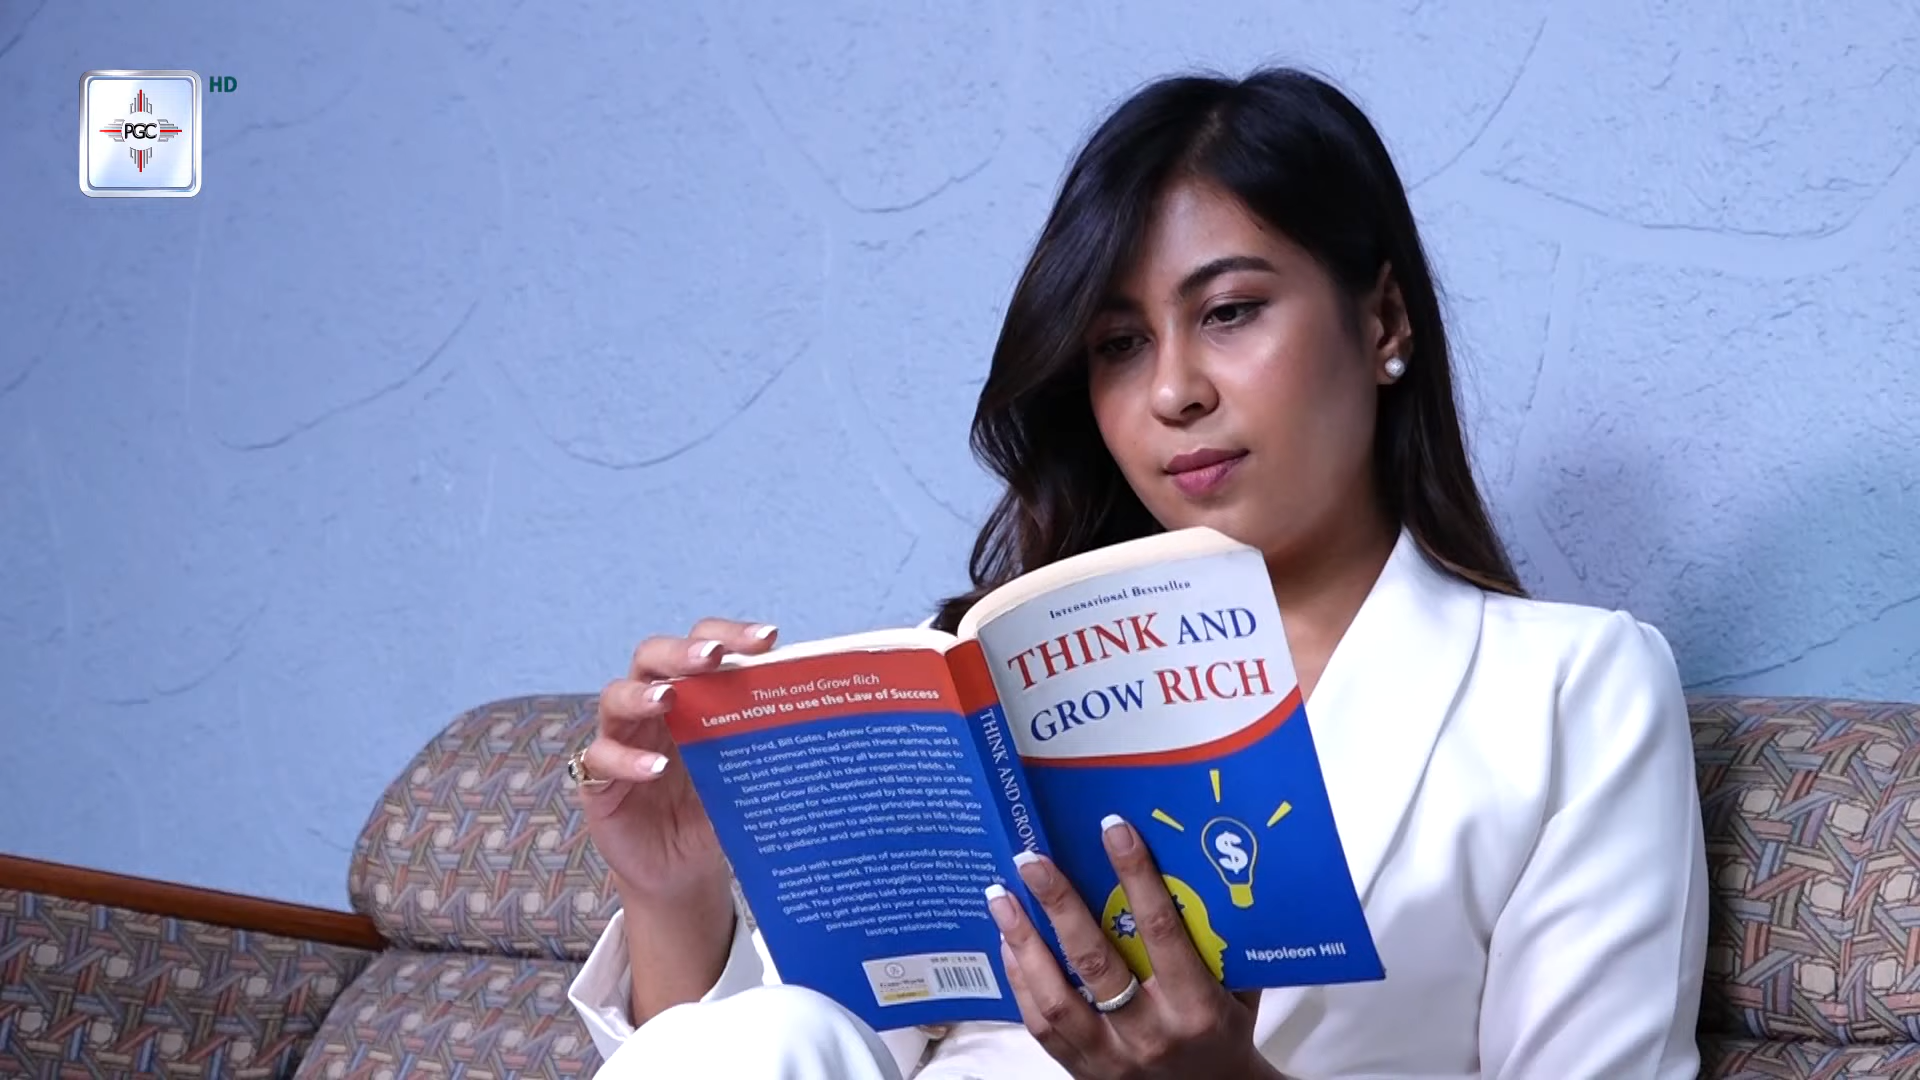 PGC
HD
Think and Grow Rich
Learn HOW to use the Law of Success
Henry Ford, Bill Gates, Andrew Carnegie, Thomas
Edison–a common thread unites these names, and it
is not just their wealth. They all knew what it takes to
become successful in their respective fields. In
Think and Grow Rich, Napoleon Hill lets you in on the
secret recipe for success used by these great men.
He lays down thirteen simple principles and tells you
how to apply them to achieve more in life. Follow
Hill's guidance and see the magic start to happen.
Packed with examples of successful people from
around the world, Think and Grow Rich is a ready
reckoner for anyone struggling to achieve their life
goals. The principles laid down in this book
used to get ahead in your career, improve
persuasive powers and build loving,
lasting relationships.
THINK AND GROW
INTERNATIONAL BESTSELLER
THINK AND
GROW RICH
$
$
Napoleon Hill